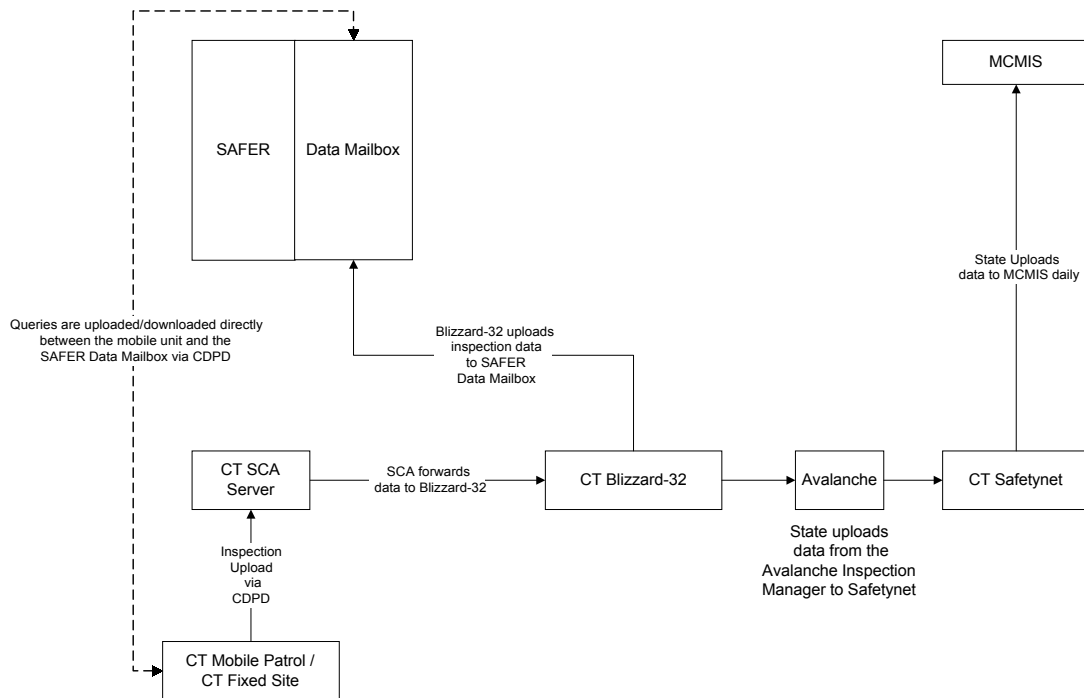 MCMIS
SAFER
Data Mailbox
State Uploads
data to MCMIS daily
Queries are uploaded/downloaded directly
between the mobile unit and the
SAFER Data Mailbox via CDPD
Blizzard-32 uploads
inspection data
to SAFER
Data Mailbox
CT SCA
Server
SCA forwards
data to Blizzard-32
CT Blizzard-32
Avalanche
CT Safetynet
State uploads
data from the
Avalanche Inspection
Manager to Safetynet
Inspection
Upload
via
CDPD
CT Mobile Patrol /
CT Fixed Site